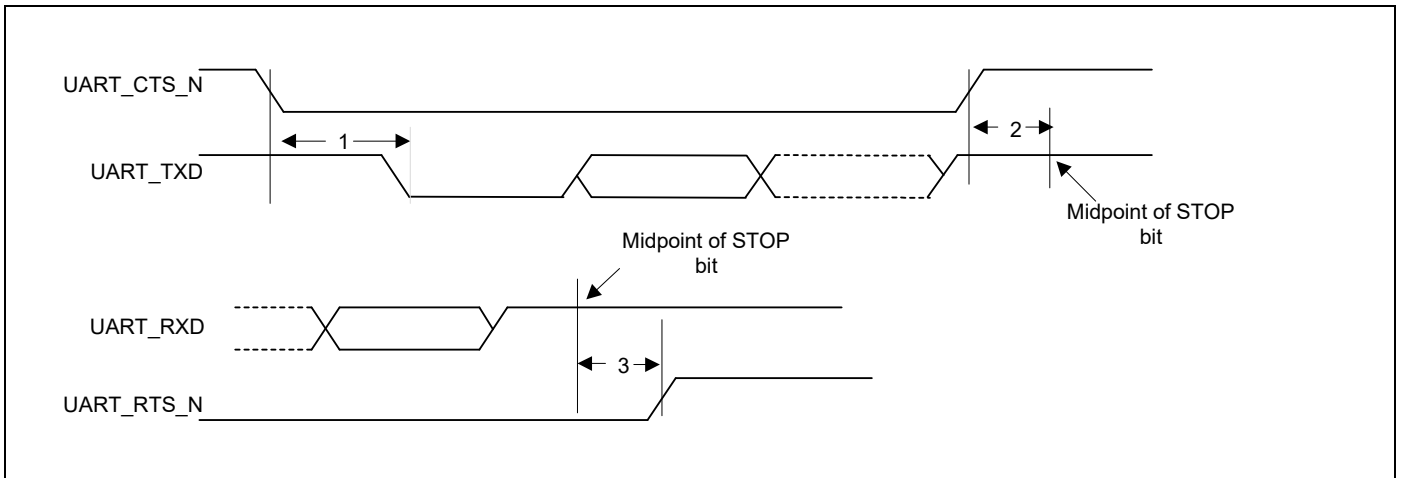 UART_CTS_N
1
2
UART_TXD
Midpoint of STOP
bit
Midpoint of STOP
bit
UART_RXD
3
UART_RTS_N